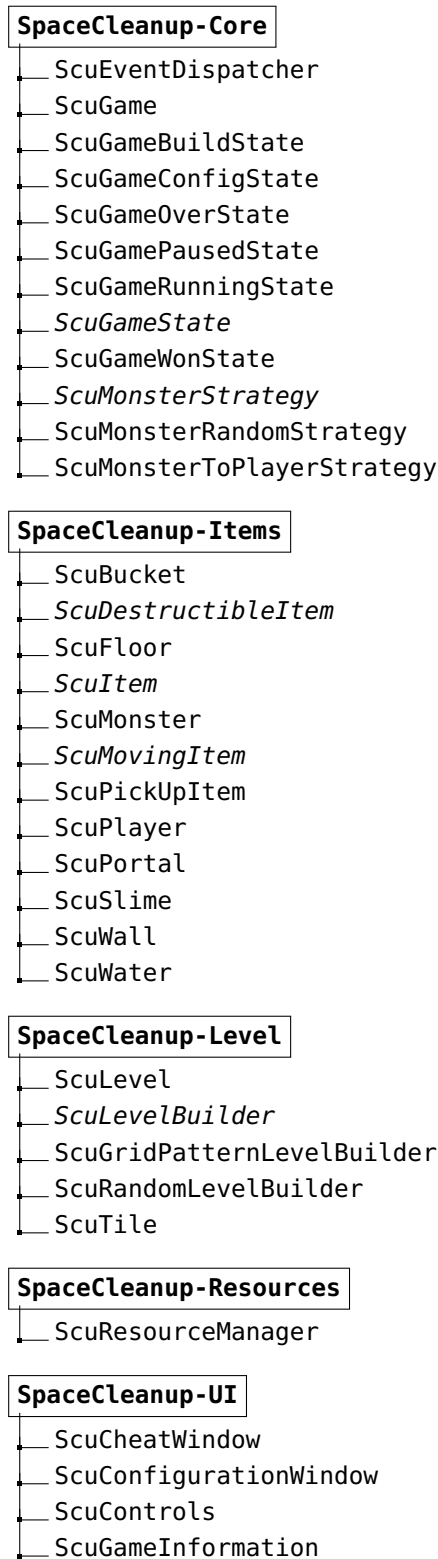 SpaceCleanup-Core
ScuEventDispatcher
ScuGame
ScuGameBuildState
ScuGameConfigState
ScuGameOverState
ScuGamePausedState
ScuGameRunningState
ScuGameState
ScuGameWonState
ScuMonsterStrategy
ScuMonsterRandomStrategy
ScuMonsterToPlayerStrategy
SpaceCleanup-Items
ScuBucket
ScuDestructibleItem
ScuFloor
ScuItem
ScuMonster
ScuMovingItem
ScuPickUpItem
ScuPlayer
ScuPortal
ScuSlime
ScuWall
ScuWater
SpaceCleanup-Level
ScuLevel
ScuLevelBuilder
ScuGridPatternLevelBuilder
ScuRandomLevelBuilder
ScuTile
SpaceCleanup-Resources
ScuResourceManager
SpaceCleanup-UI
ScuCheatWindow
ScuConfigurationWindow
ScuControls
ScuGameInformation